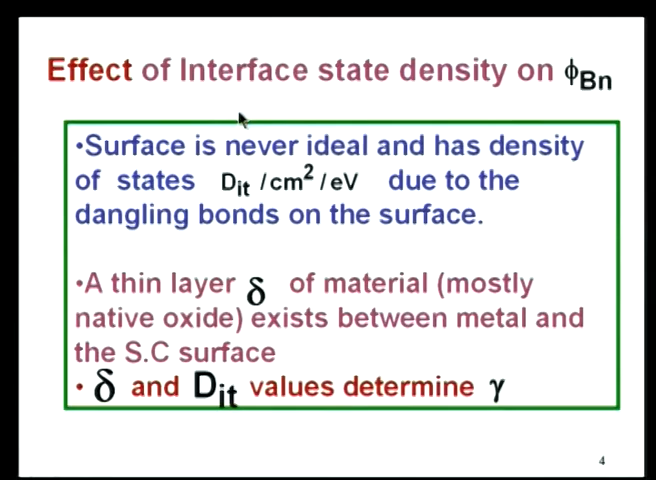 Effect of Interface state density on ϕBn
•Surface is never ideal and has density
of states Dit /cm² / eV due to the
dangling bonds on the surface.
•A thin layer δ of material (mostly
native oxide) exists between metal and
the S.C surface
• δ and Dit values determine γ
4